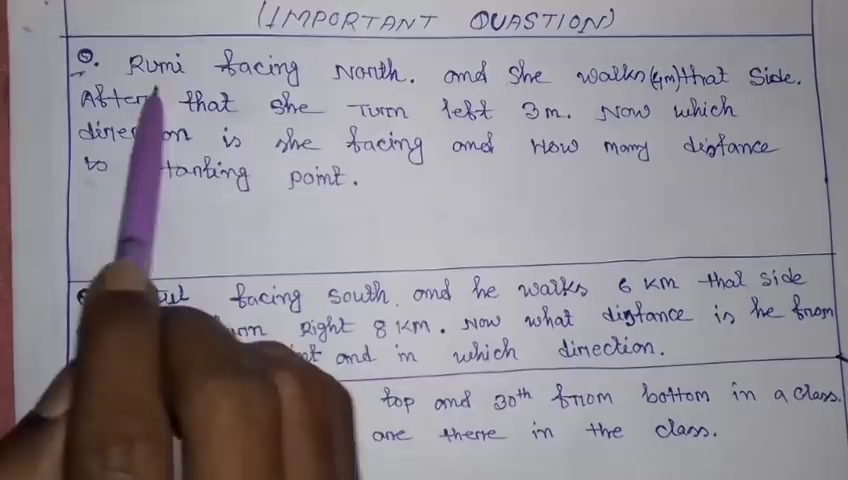 (IMPORTANT QUASTION)
Q. Rumi facing North. and she walks (4m) that side.
After that she Turn left 3m. Now which
direction is she facing and How many distance
to tanting point.
facing south. and he walks 6 KM that side
Right 8 KM. Now what distance is he from
and in which direction.
top and 30th from bottom in a class.
are there in the class.